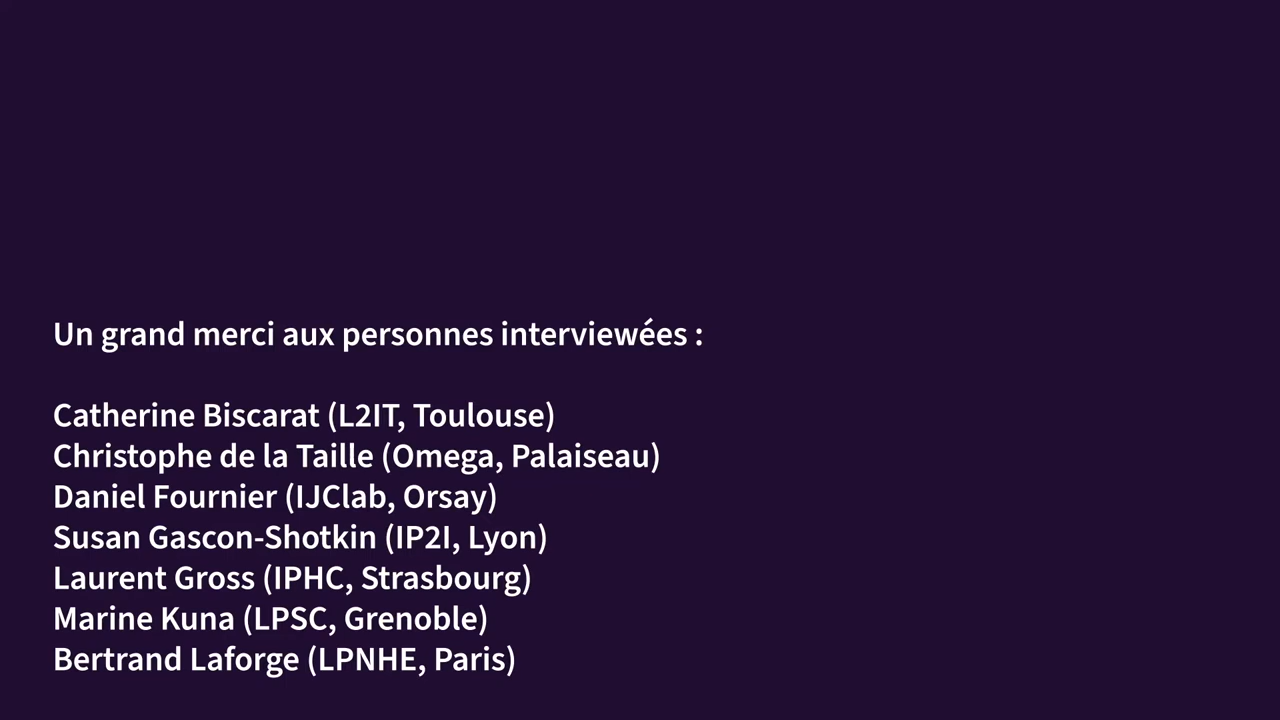 Un grand merci aux personnes interviewées :
Catherine Biscarat (L2IT, Toulouse)
Christophe de la Taille (Omega, Palaiseau)
Daniel Fournier (IJClab, Orsay)
Susan Gascon-Shotkin (IP2I, Lyon)
Laurent Gross (IPHC, Strasbourg)
Marine Kuna (LPSC, Grenoble)
Bertrand Laforge (LPNHE, Paris)